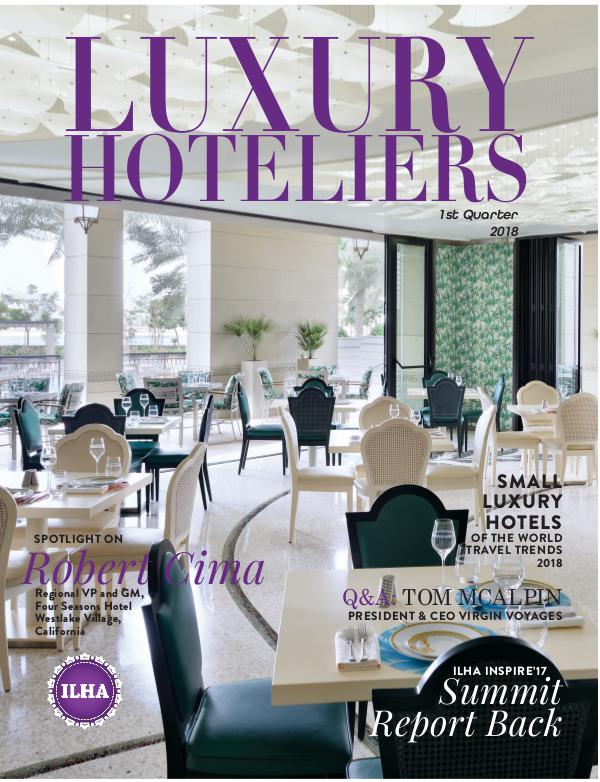 LUXURY
HOTELIERS
1st Quarter
2018
SMALL
LUXURY
HOTELS
OF THE WORLD
TRAVEL TRENDS
2018
SPOTLIGHT ON
Robert Cima
Regional VP and GM,
Four Seasons Hotel
Westlake Village,
California
Q&A: TOM MCALPIN
PRESIDENT & CEO VIRGIN VOYAGES
ILHA
ILHA INSPIRE'17
Summit
Report Back